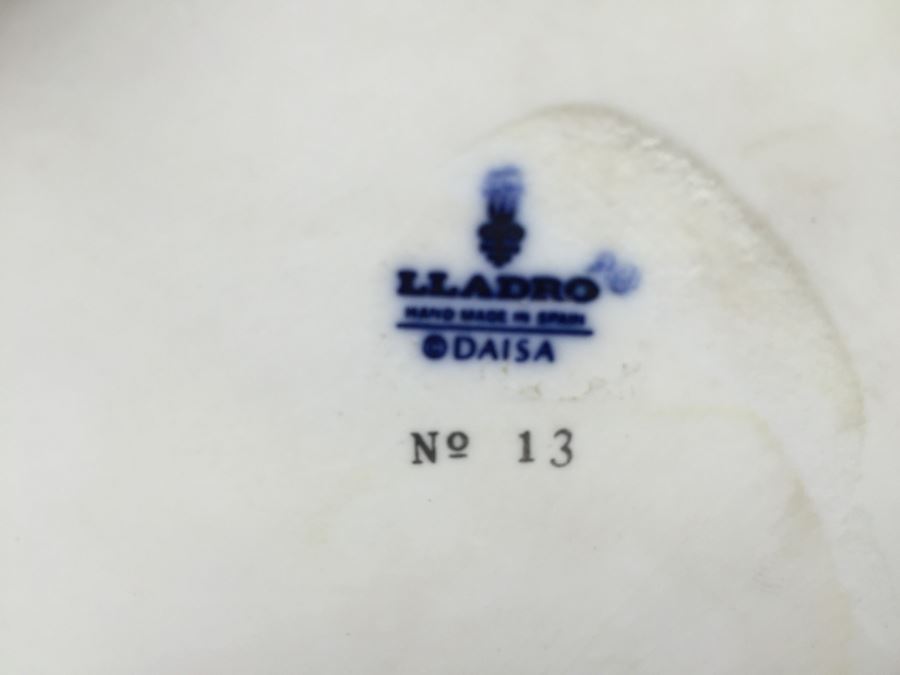 LLADRO
HAND MADE IN SPAIN
© DAISA
Nº 13